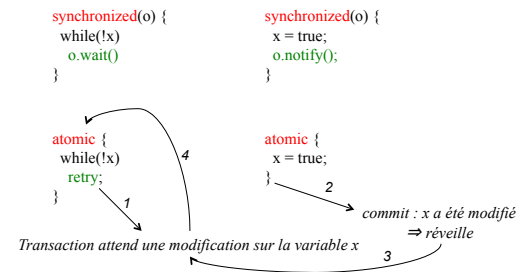 synchronized(o) {
while(!x)
o.wait()
}
synchronized(o) {
x = true;
o.notify();
}
atomic {
while(!x)
retry;
}
atomic {
x = true;
}
4
1
2
commit : x a été modifié
⇒ réveille
Transaction attend une modification sur la variable x
3